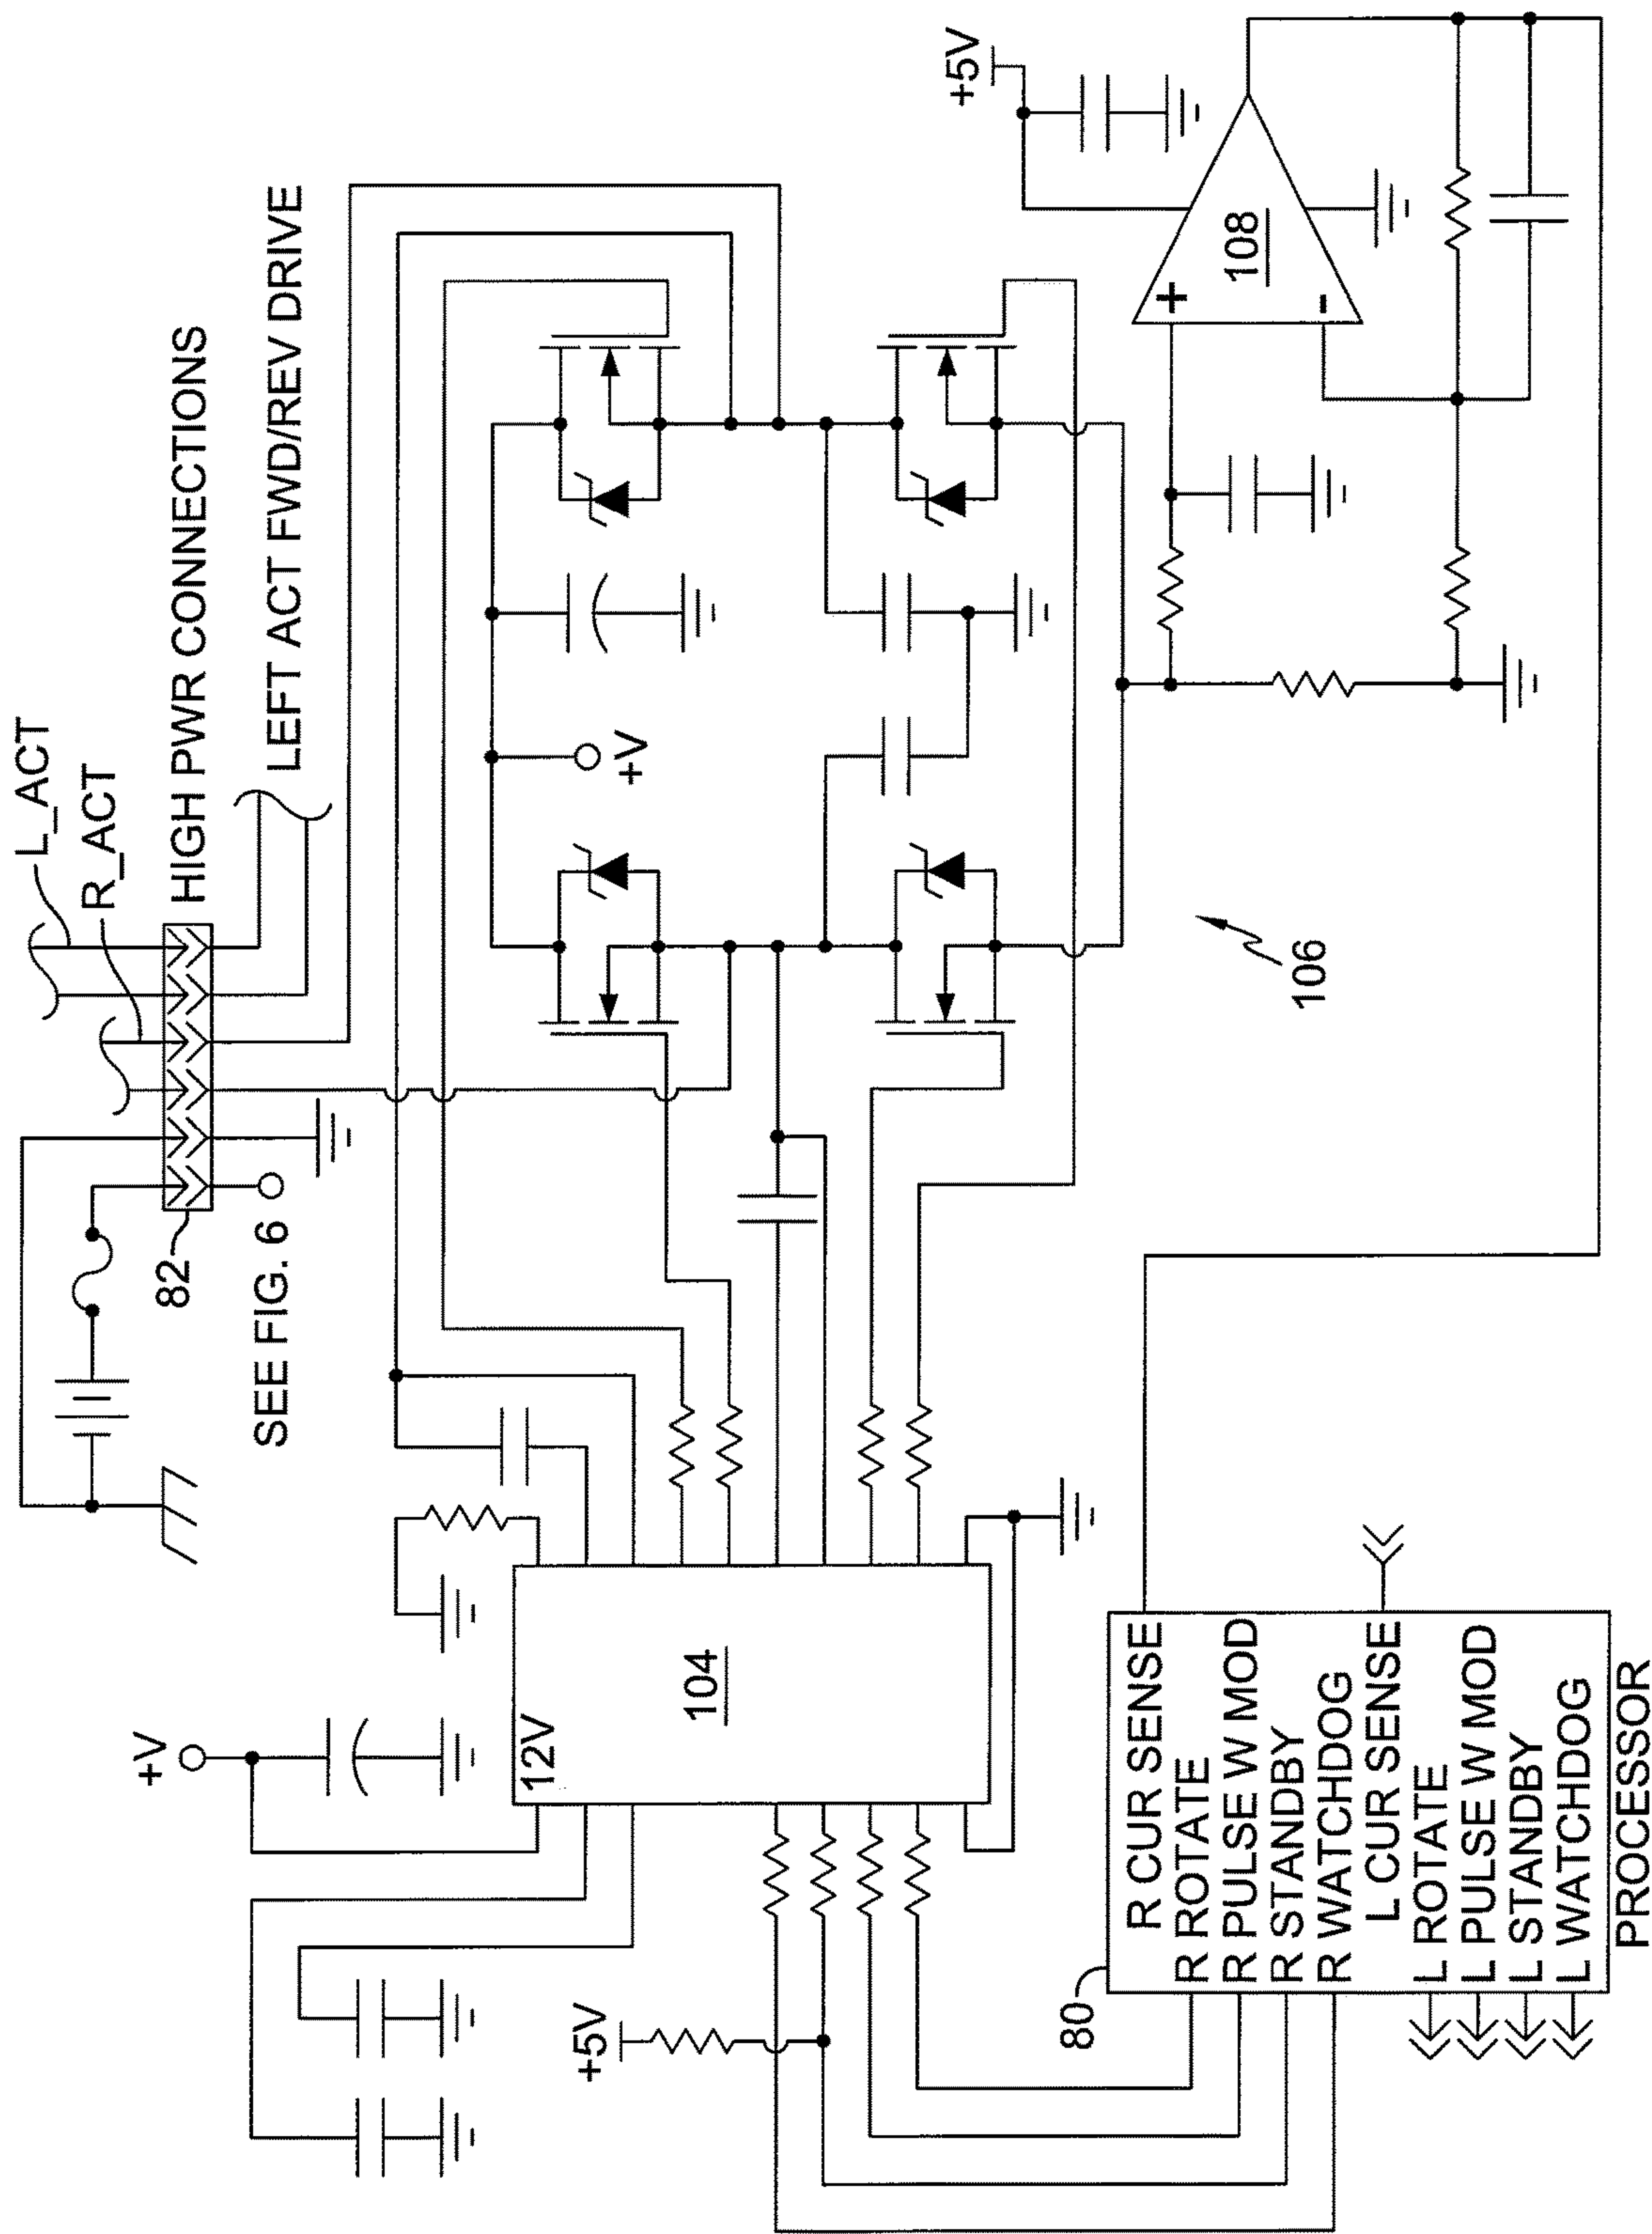 L_ACT
R_ACT
HIGH PWR CONNECTIONS
LEFT ACT FWD/REV DRIVE
82
SEE FIG. 6
+V
+5V
+V
12V
104
108
+
-
106
+5V
80
R CUR SENSE
R ROTATE
R PULSE W MOD
R STANDBY
R WATCHDOG
L CUR SENSE
L ROTATE
L PULSE W MOD
L STANDBY
L WATCHDOG
PROCESSOR